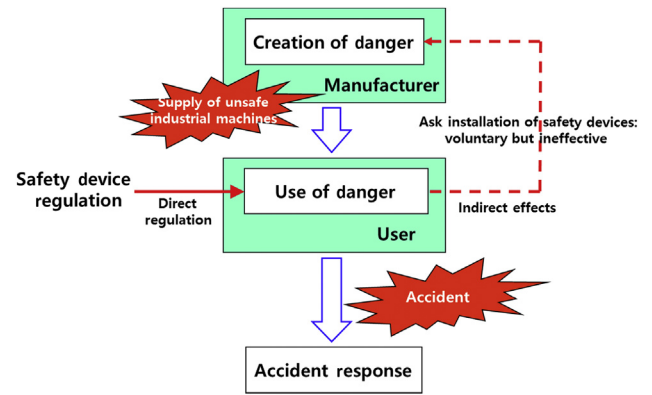 Creation of danger
Manufacturer
Supply of unsafe
industrial machines
Ask installation of safety devices:
voluntary but ineffective
Safety device
regulation
Direct
regulation
Use of danger
Indirect effects
User
Accident
Accident response